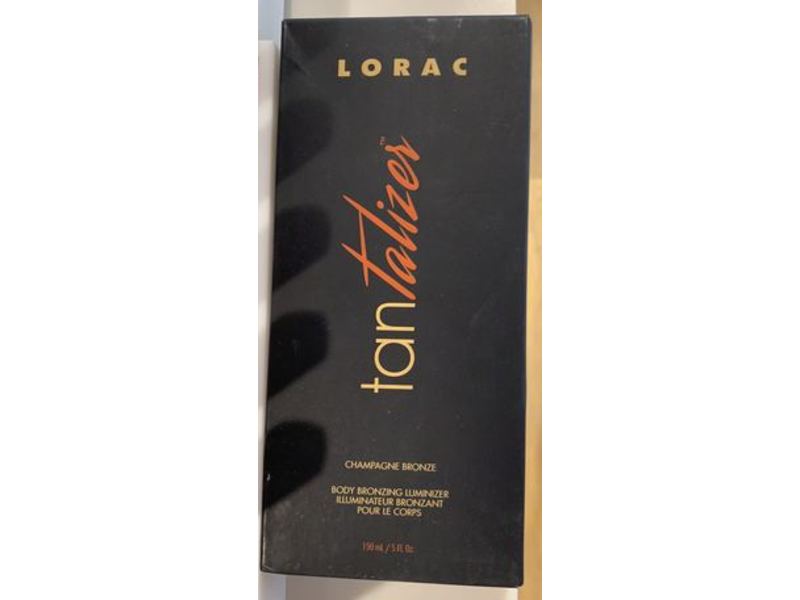 LORAC
tantalizer™
CHAMPAGNE BRONZE
BODY BRONZING LUMINIZER
ILLUMINATEUR BRONZANT
POUR LE CORPS
150 mL / 5 Fl. Oz.